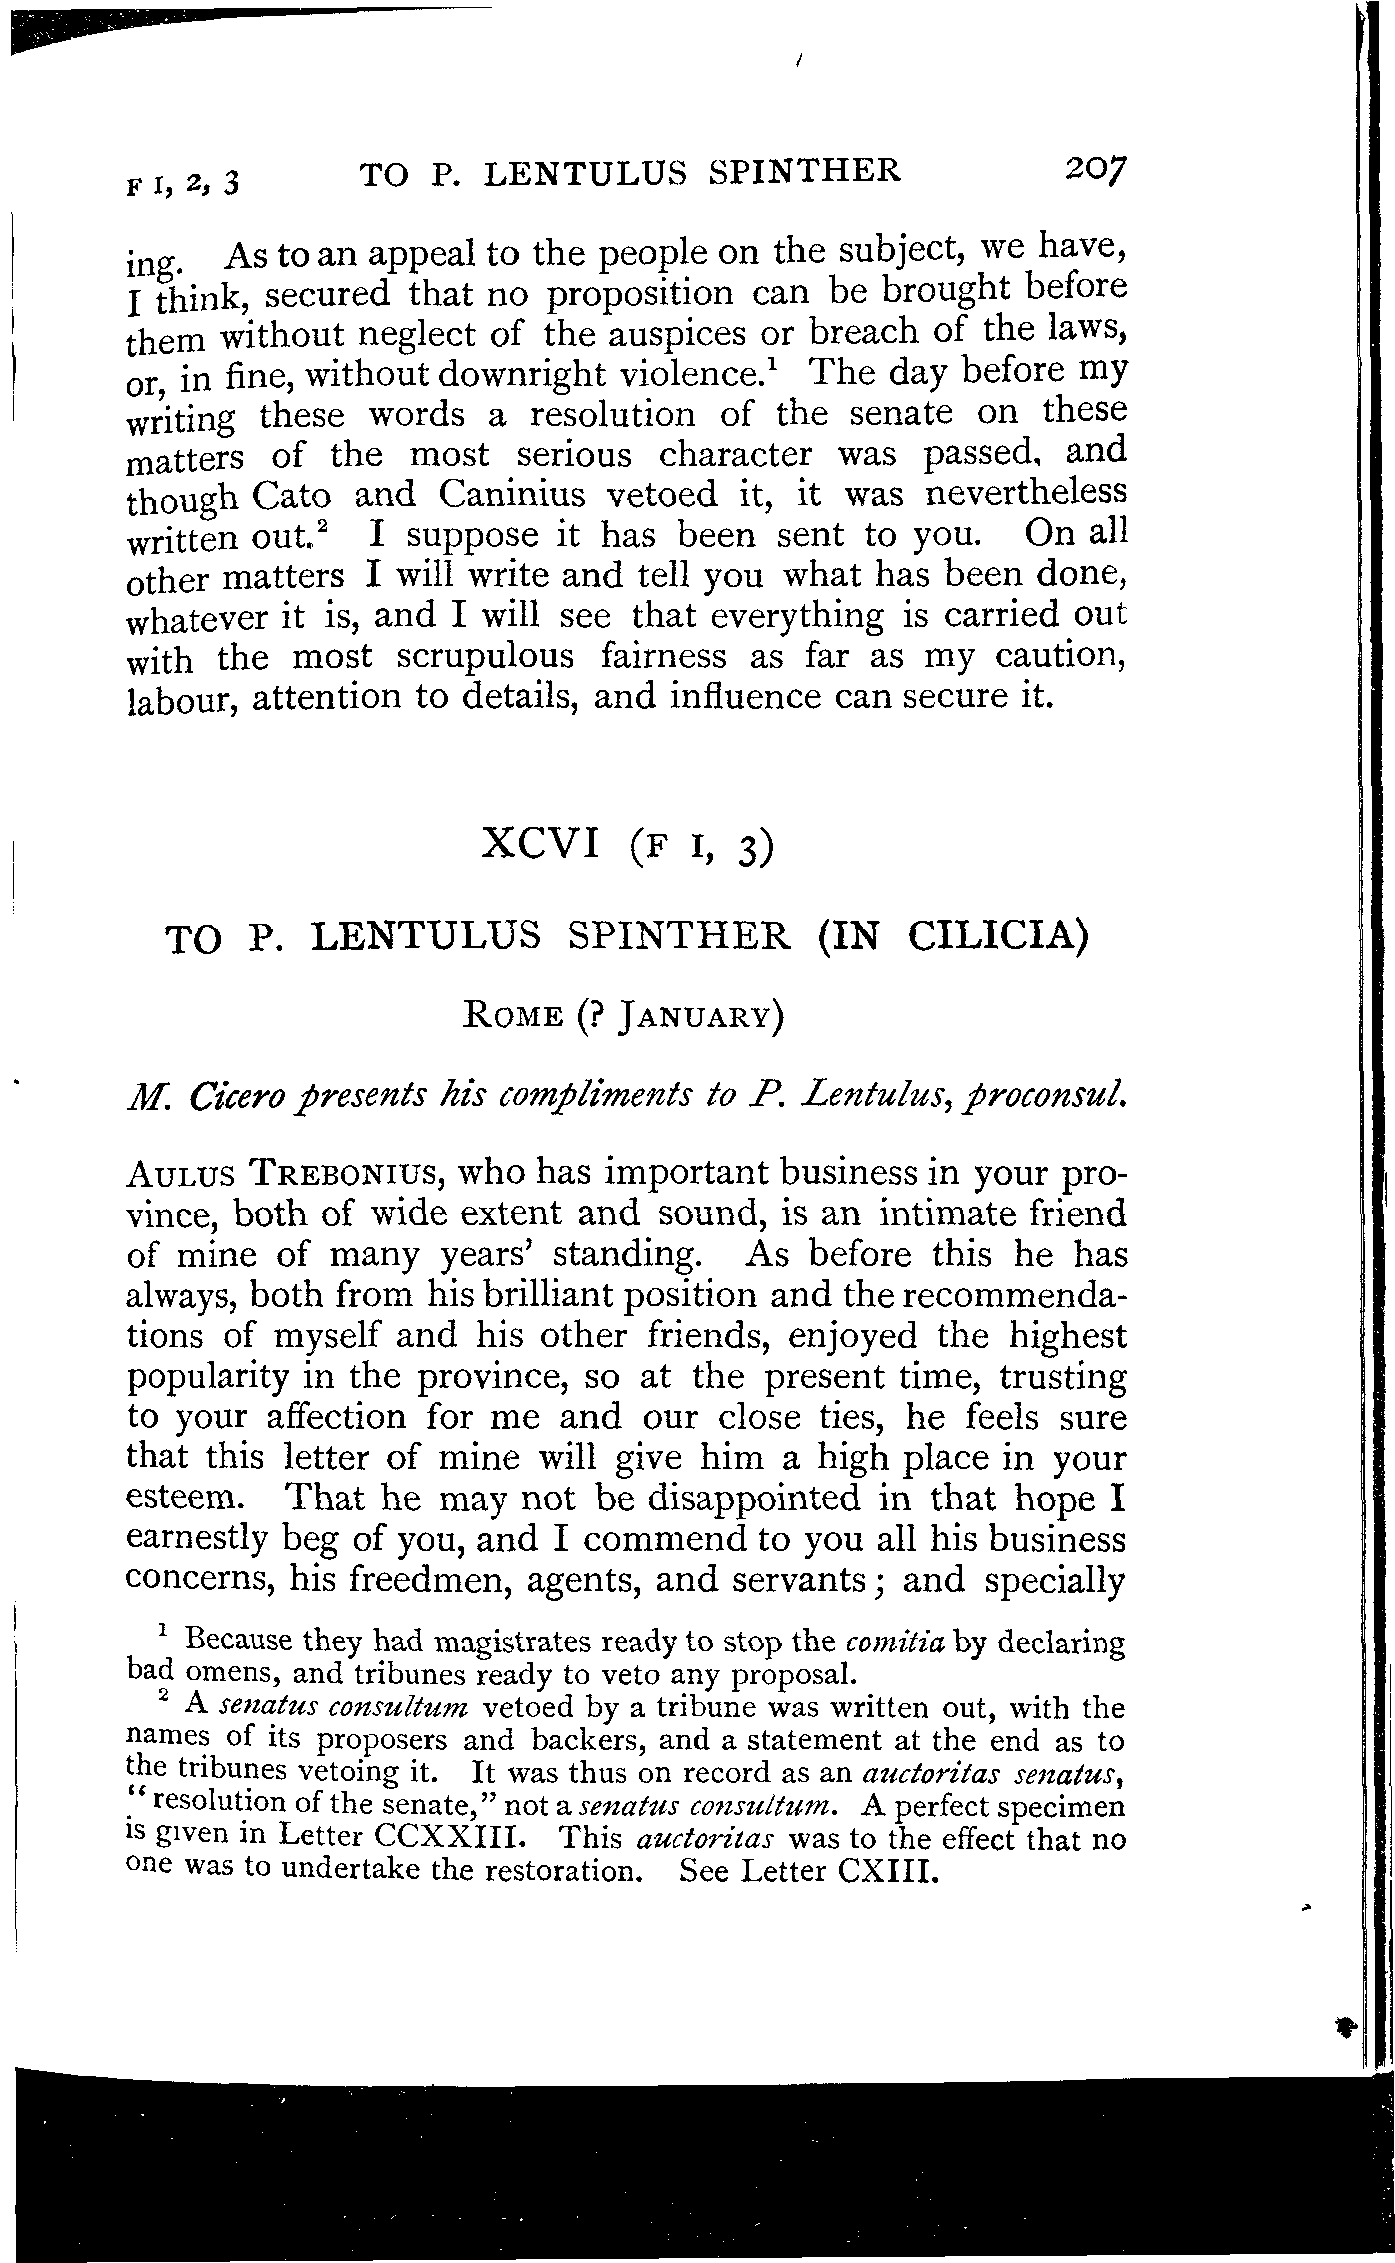 F I, 2, 3 TO P. LENTULUS SPINTHER 207
ing. As to an appeal to the people on the subject, we have,
I think, secured that no proposition can be brought before
them without neglect of the auspices or breach of the laws,
or, in fine, without downright violence.¹ The day before my
writing these words a resolution of the senate on these
matters of the most serious character was passed, and
though Cato and Caninius vetoed it, it was nevertheless
written out.² I suppose it has been sent to you. On all
other matters I will write and tell you what has been done,
whatever it is, and I will see that everything is carried out
with the most scrupulous fairness as far as my caution,
labour, attention to details, and influence can secure it.
XCVI (F I, 3)
TO P. LENTULUS SPINTHER (IN CILICIA)
ROME (? JANUARY)
M. Cicero presents his compliments to P. Lentulus, proconsul.
AULUS TREBONIUS, who has important business in your pro-
vince, both of wide extent and sound, is an intimate friend
of mine of many years' standing. As before this he has
always, both from his brilliant position and the recommenda-
tions of myself and his other friends, enjoyed the highest
popularity in the province, so at the present time, trusting
to your affection for me and our close ties, he feels sure
that this letter of mine will give him a high place in your
esteem. That he may not be disappointed in that hope I
earnestly beg of you, and I commend to you all his business
concerns, his freedmen, agents, and servants; and specially
¹ Because they had magistrates ready to stop the comitia by declaring
bad omens, and tribunes ready to veto any proposal.
² A senatus consultum vetoed by a tribune was written out, with the
names of its proposers and backers, and a statement at the end as to
the tribunes vetoing it. It was thus on record as an auctoritas senatus,
"resolution of the senate," not a senatus consultum. A perfect specimen
is given in Letter CCXXIII. This auctoritas was to the effect that no
one was to undertake the restoration. See Letter CXIII.